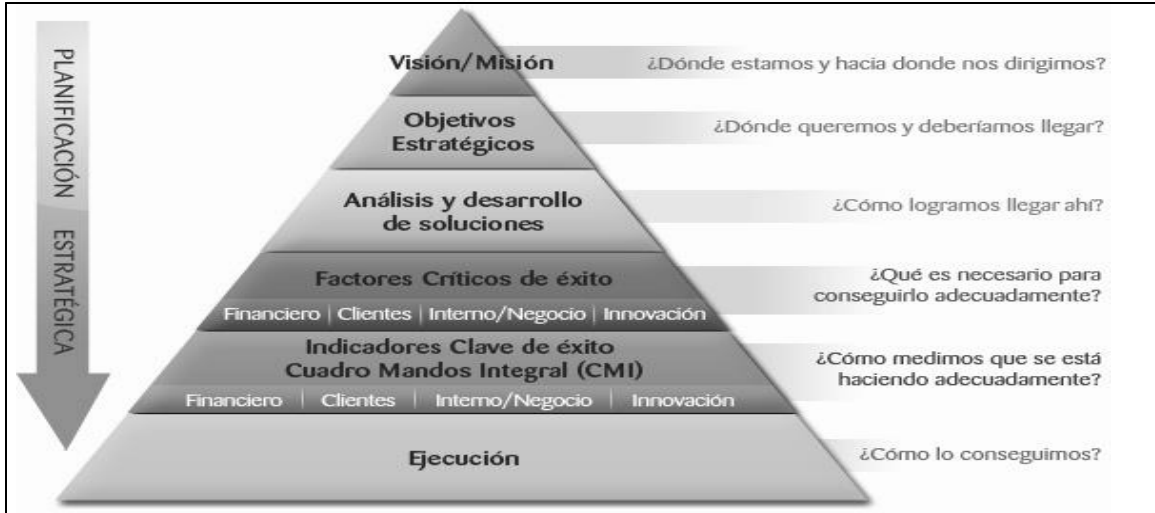 PLANIFICACIÓN ESTRATÉGICA
Visión/Misión
¿Dónde estamos y hacia donde nos dirigimos?
Objetivos
Estratégicos
¿Dónde queremos y deberíamos llegar?
Análisis y desarrollo
de soluciones
¿Cómo logramos llegar ahí?
Factores Críticos de éxito
Financiero | Clientes | Interno/Negocio | Innovación
¿Qué es necesario para
conseguirlo adecuadamente?
Indicadores Clave de éxito
Cuadro Mandos Integral (CMI)
Financiero | Clientes | Interno/Negocio | Innovación
¿Cómo medimos que se está
haciendo adecuadamente?
Ejecución
¿Cómo lo conseguimos?